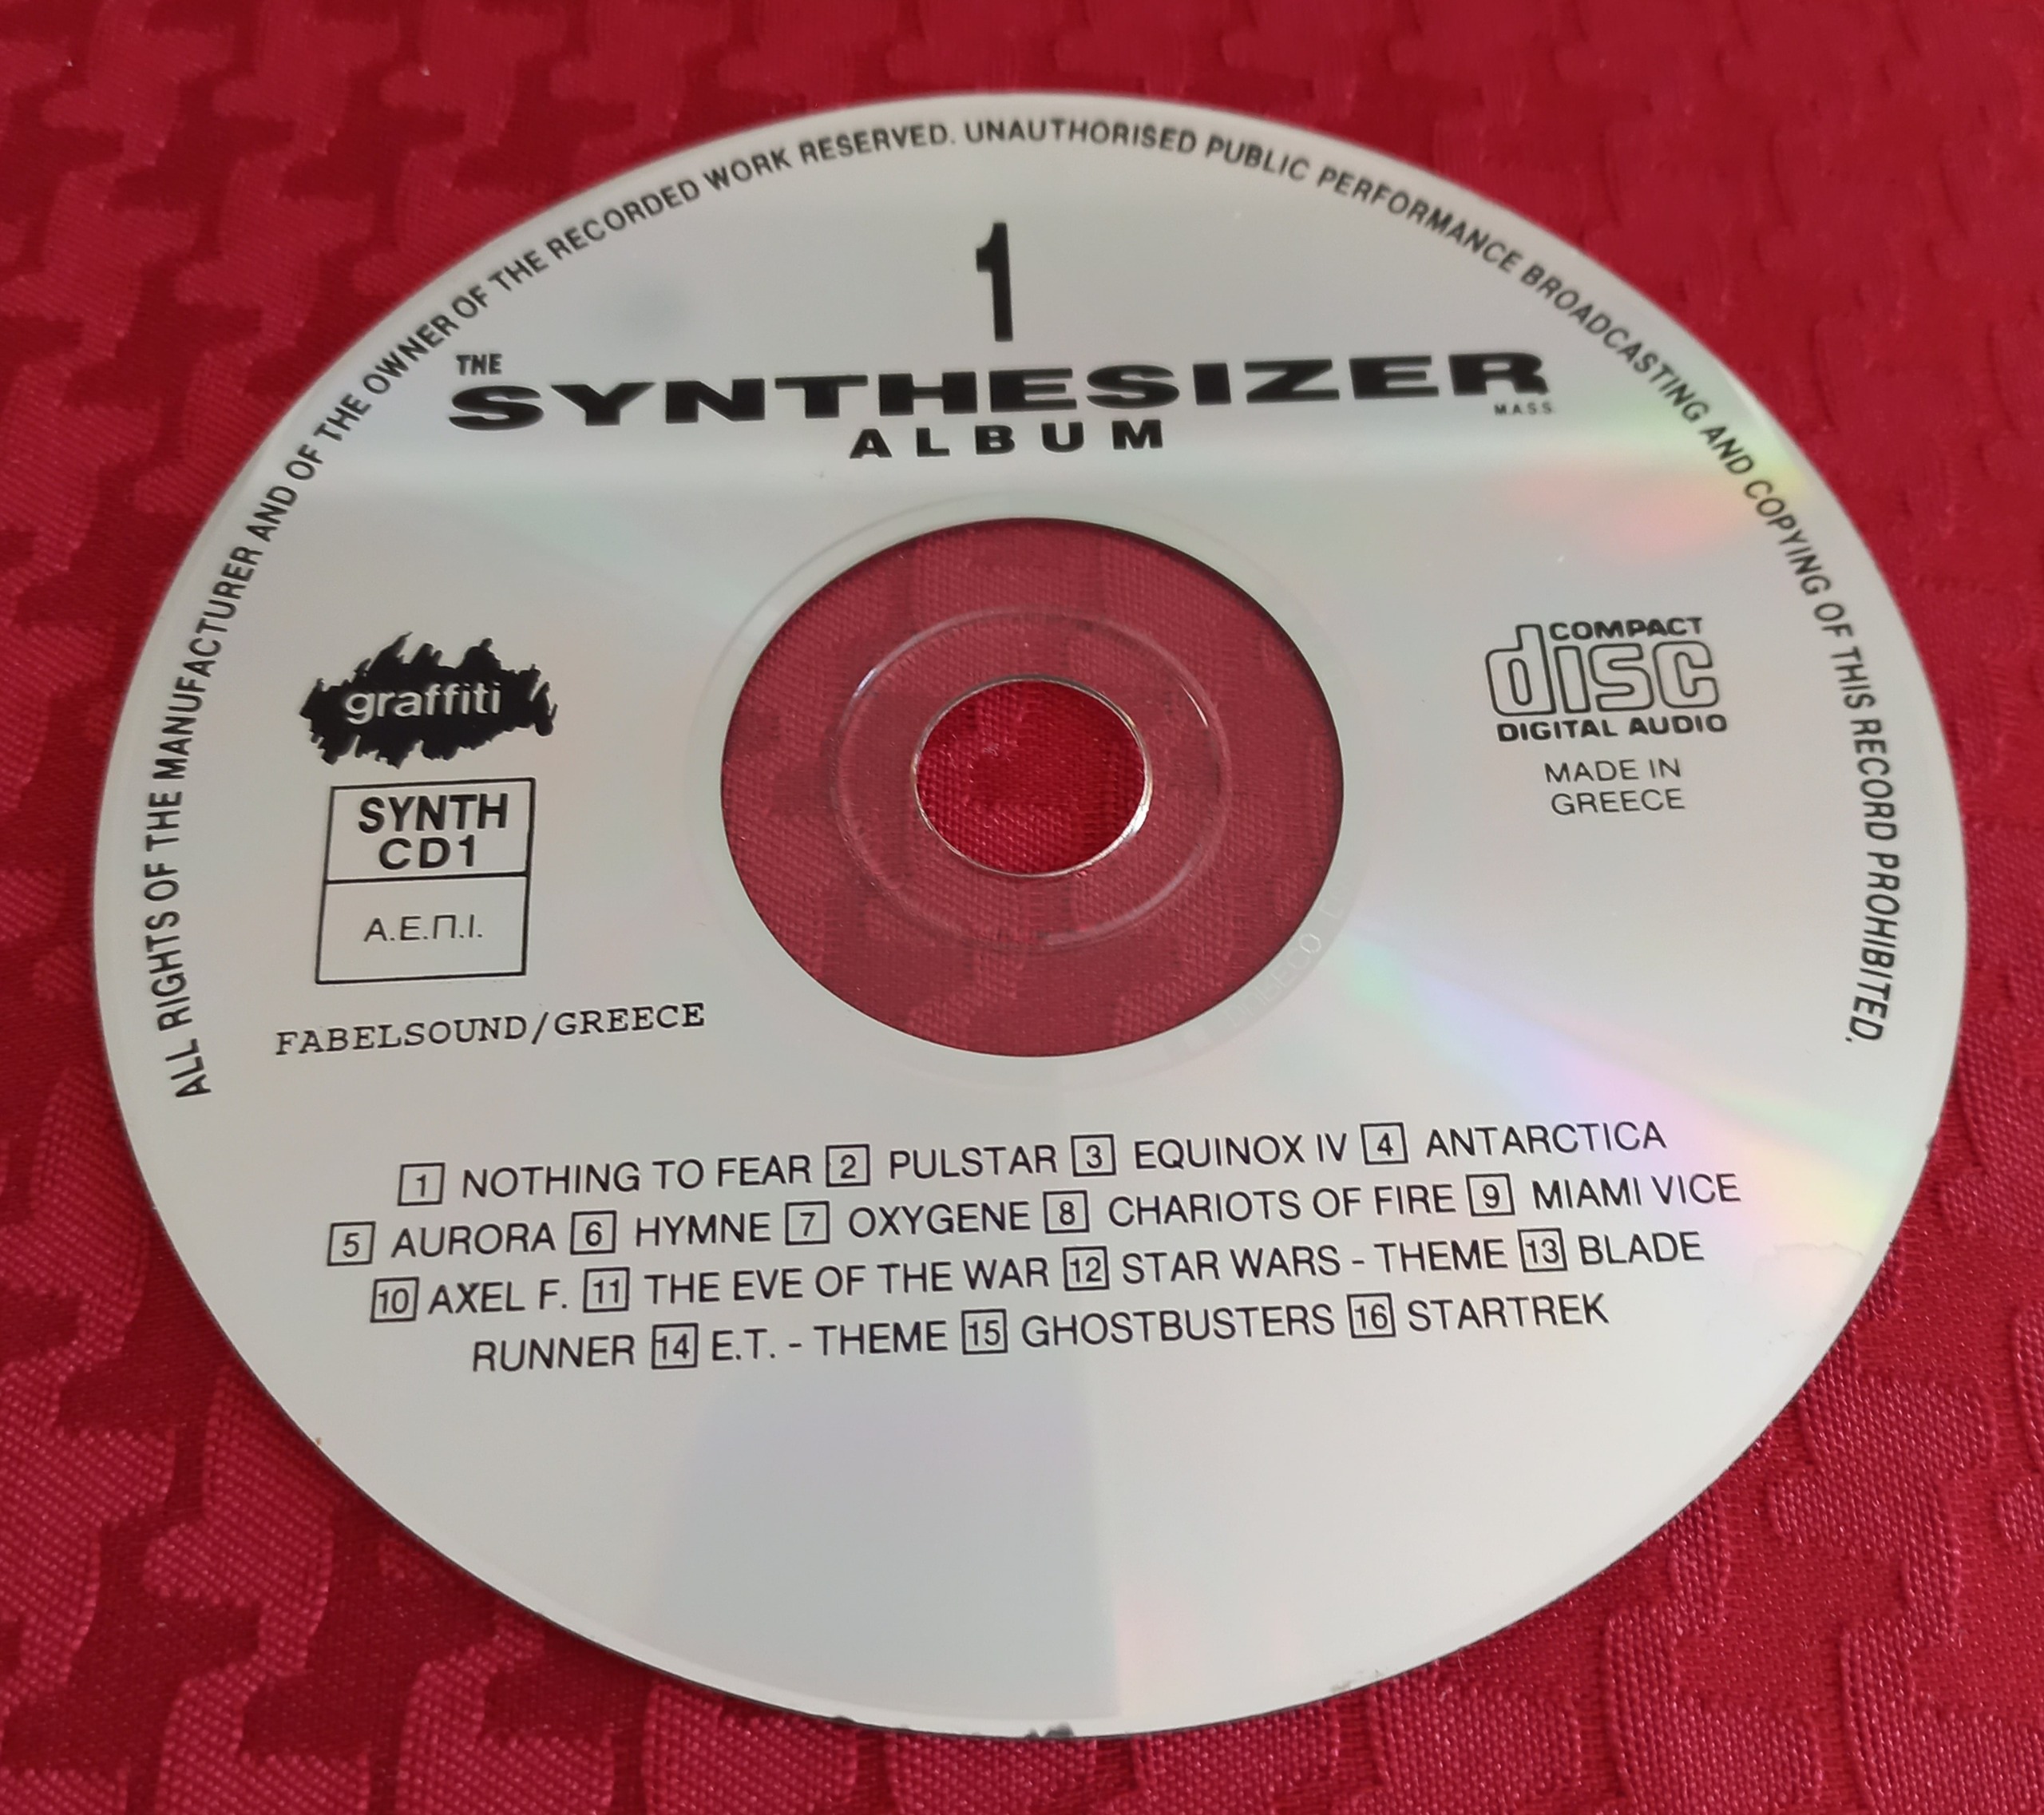 ALL RIGHTS OF THE MANUFACTURER AND OF THE OWNER OF THE RECORDED WORK RESERVED. UNAUTHORISED PUBLIC PERFORMANCE BROADCASTING AND COPYING OF THIS RECORD PROHIBITED.
1
THE
SYNTHESIZER
M.A.S.S.
ALBUM
graffiti
SYNTH
CD1
Α.Ε.Π.Ι.
FABELSOUND/GREECE
COMPACT
disc
DIGITAL AUDIO
MADE IN
GREECE
1 NOTHING TO FEAR 2 PULSTAR 3 EQUINOX IV 4 ANTARCTICA
5 AURORA 6 HYMNE 7 OXYGENE 8 CHARIOTS OF FIRE 9 MIAMI VICE
10 AXEL F. 11 THE EVE OF THE WAR 12 STAR WARS - THEME 13 BLADE
RUNNER 14 E.T. - THEME 15 GHOSTBUSTERS 16 STARTREK